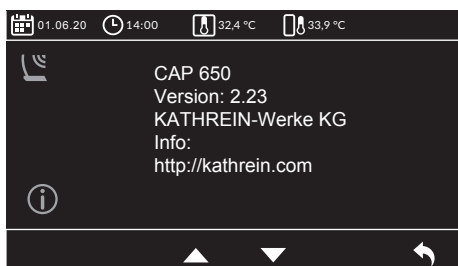 01.06.20 14:00 32,4 °C 33,9 °C
CAP 650
Version: 2.23
KATHREIN-Werke KG
Info:
http://kathrein.com